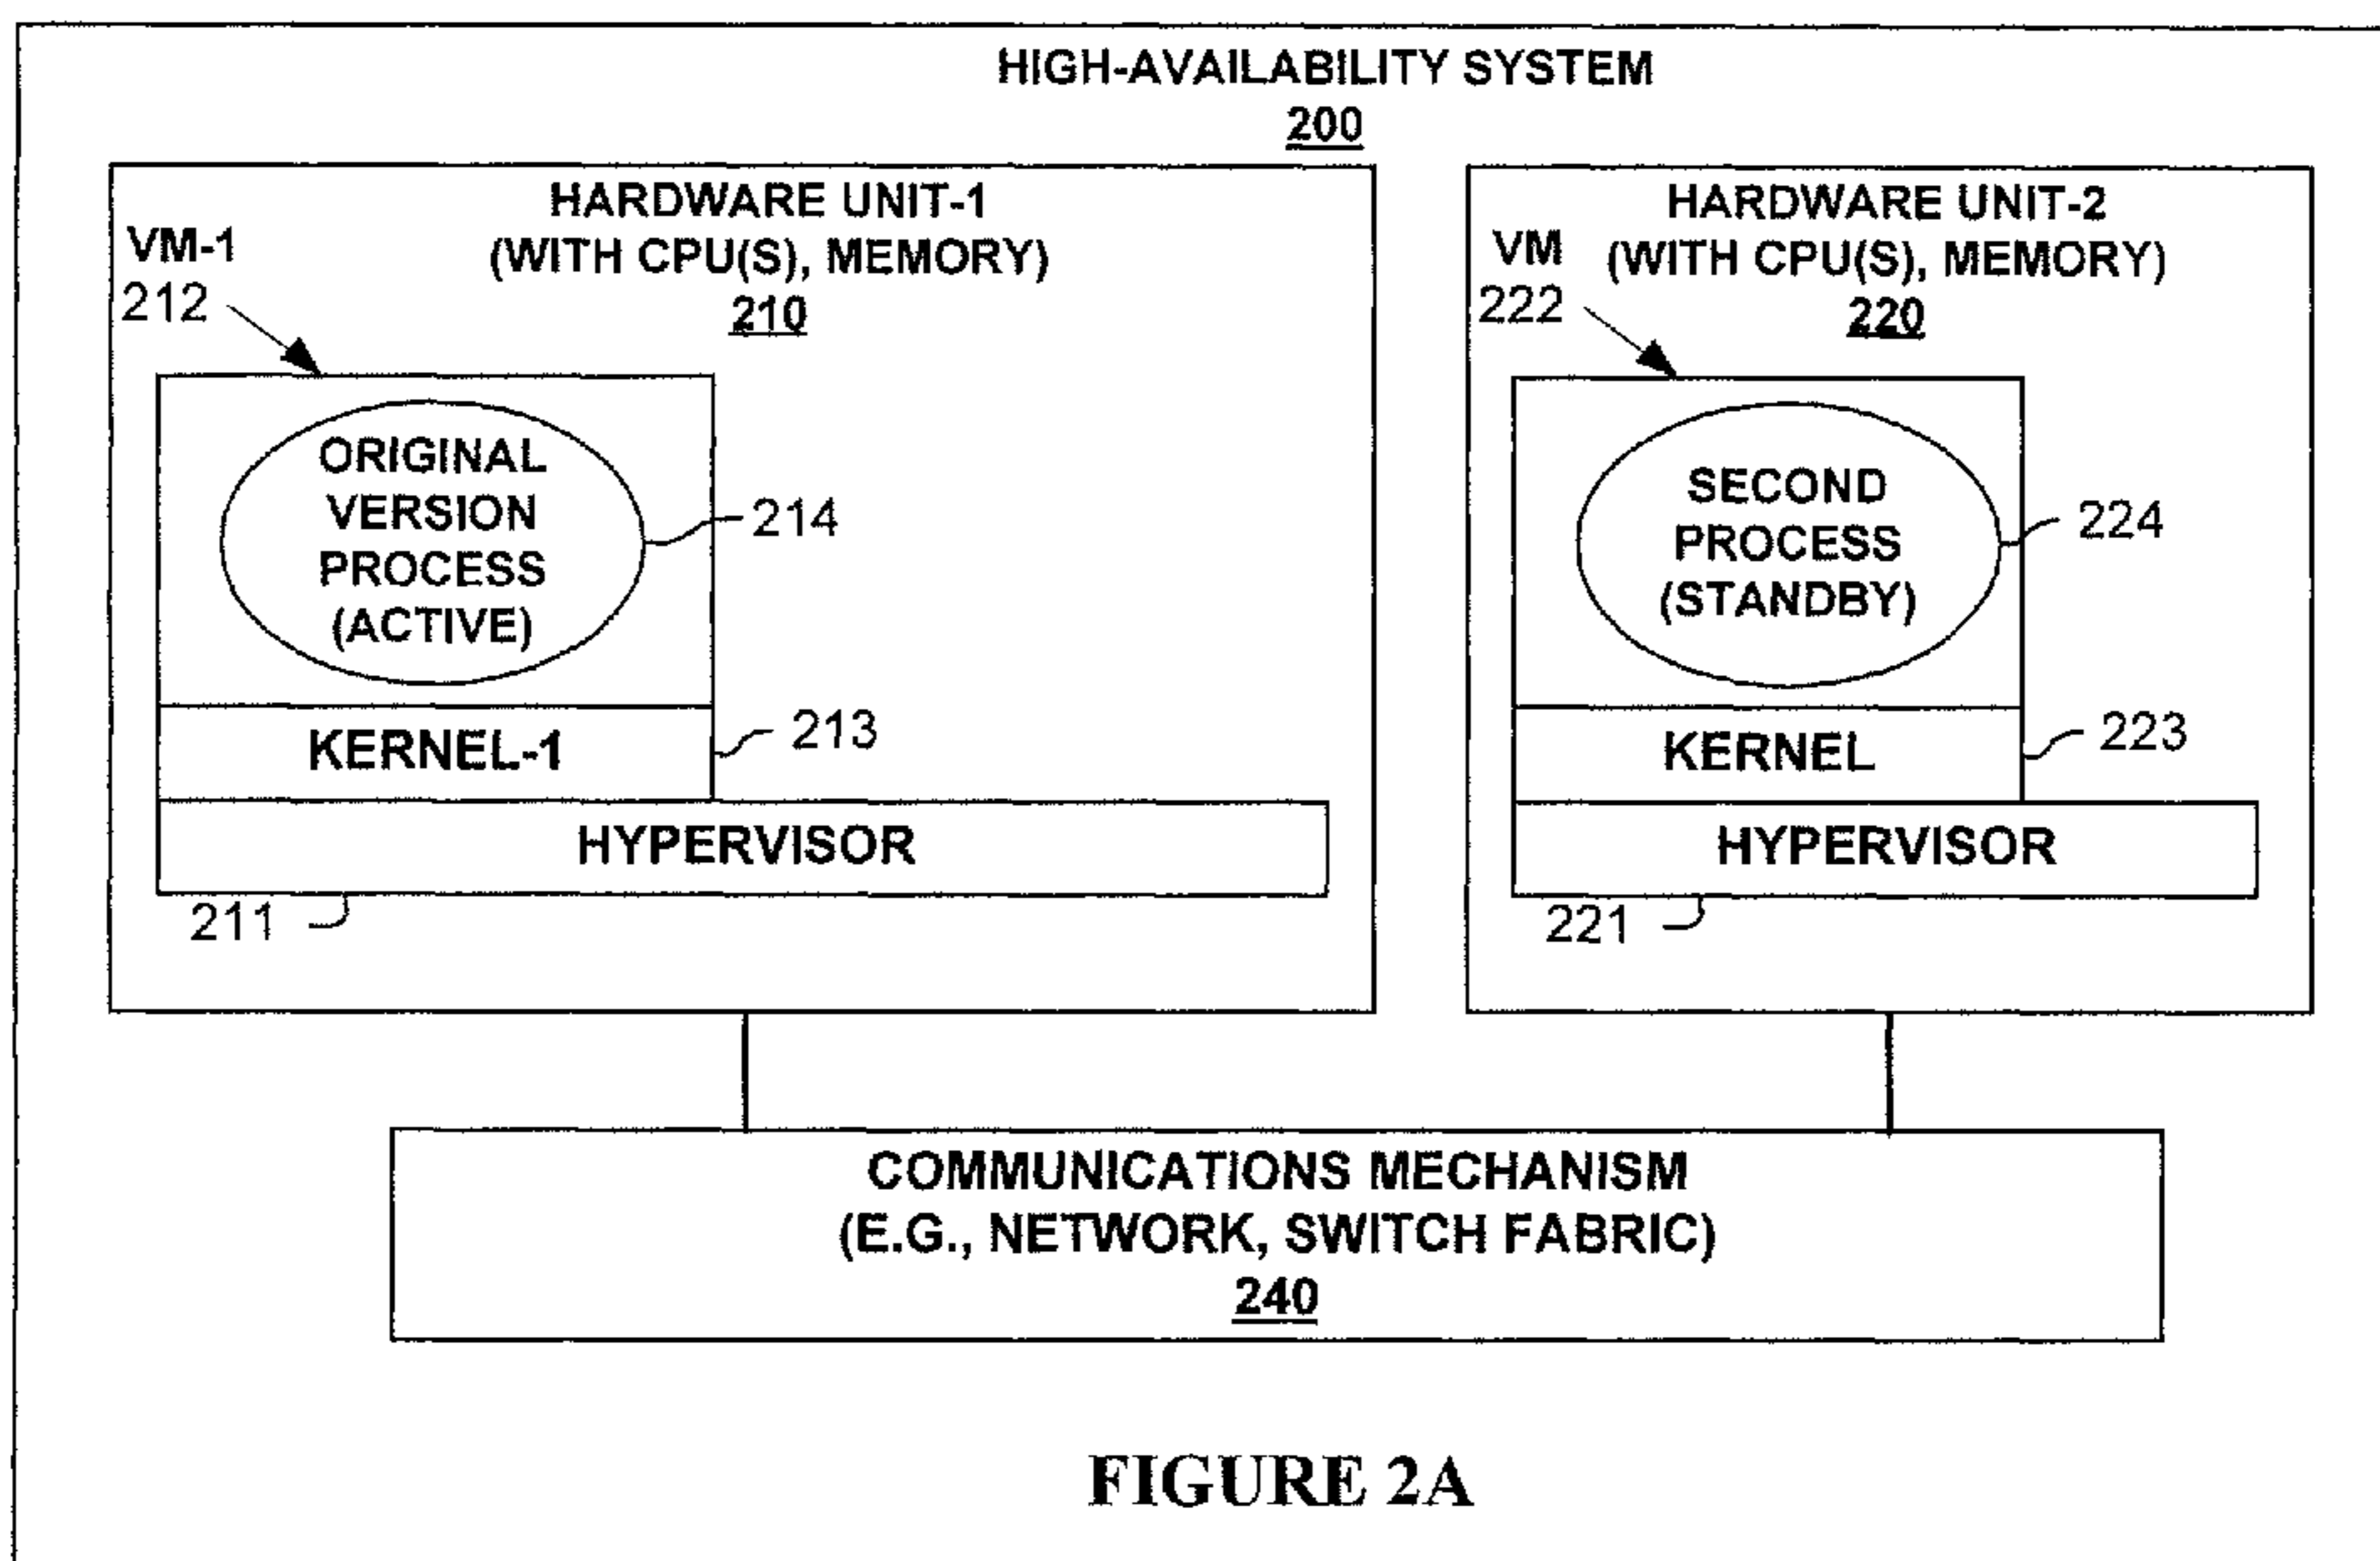 HIGH-AVAILABILITY SYSTEM
200
HARDWARE UNIT-1
(WITH CPU(S), MEMORY)
210
VM-1
212
ORIGINAL
VERSION
PROCESS
(ACTIVE)
214
KERNEL-1
213
HYPERVISOR
211
HARDWARE UNIT-2
(WITH CPU(S), MEMORY)
220
VM
222
SECOND
PROCESS
(STANDBY)
224
KERNEL
223
HYPERVISOR
221
COMMUNICATIONS MECHANISM
(E.G., NETWORK, SWITCH FABRIC)
240
FIGURE 2A